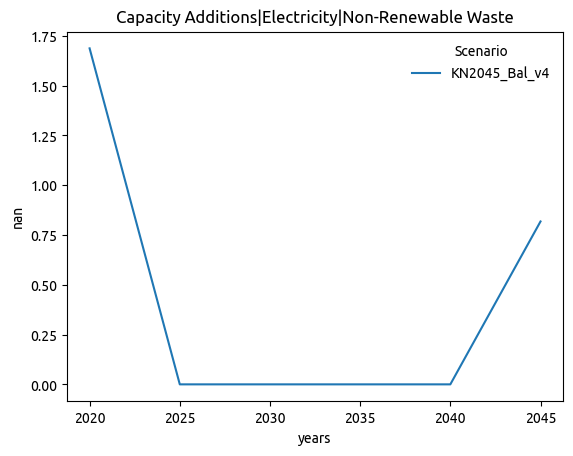 Capacity Additions|Electricity|Non-Renewable Waste
1.75
1.50
1.25
1.00
0.75
0.50
0.25
0.00
nan
Scenario
KN2045_Bal_v4
2020 2025 2030 2035 2040 2045
years